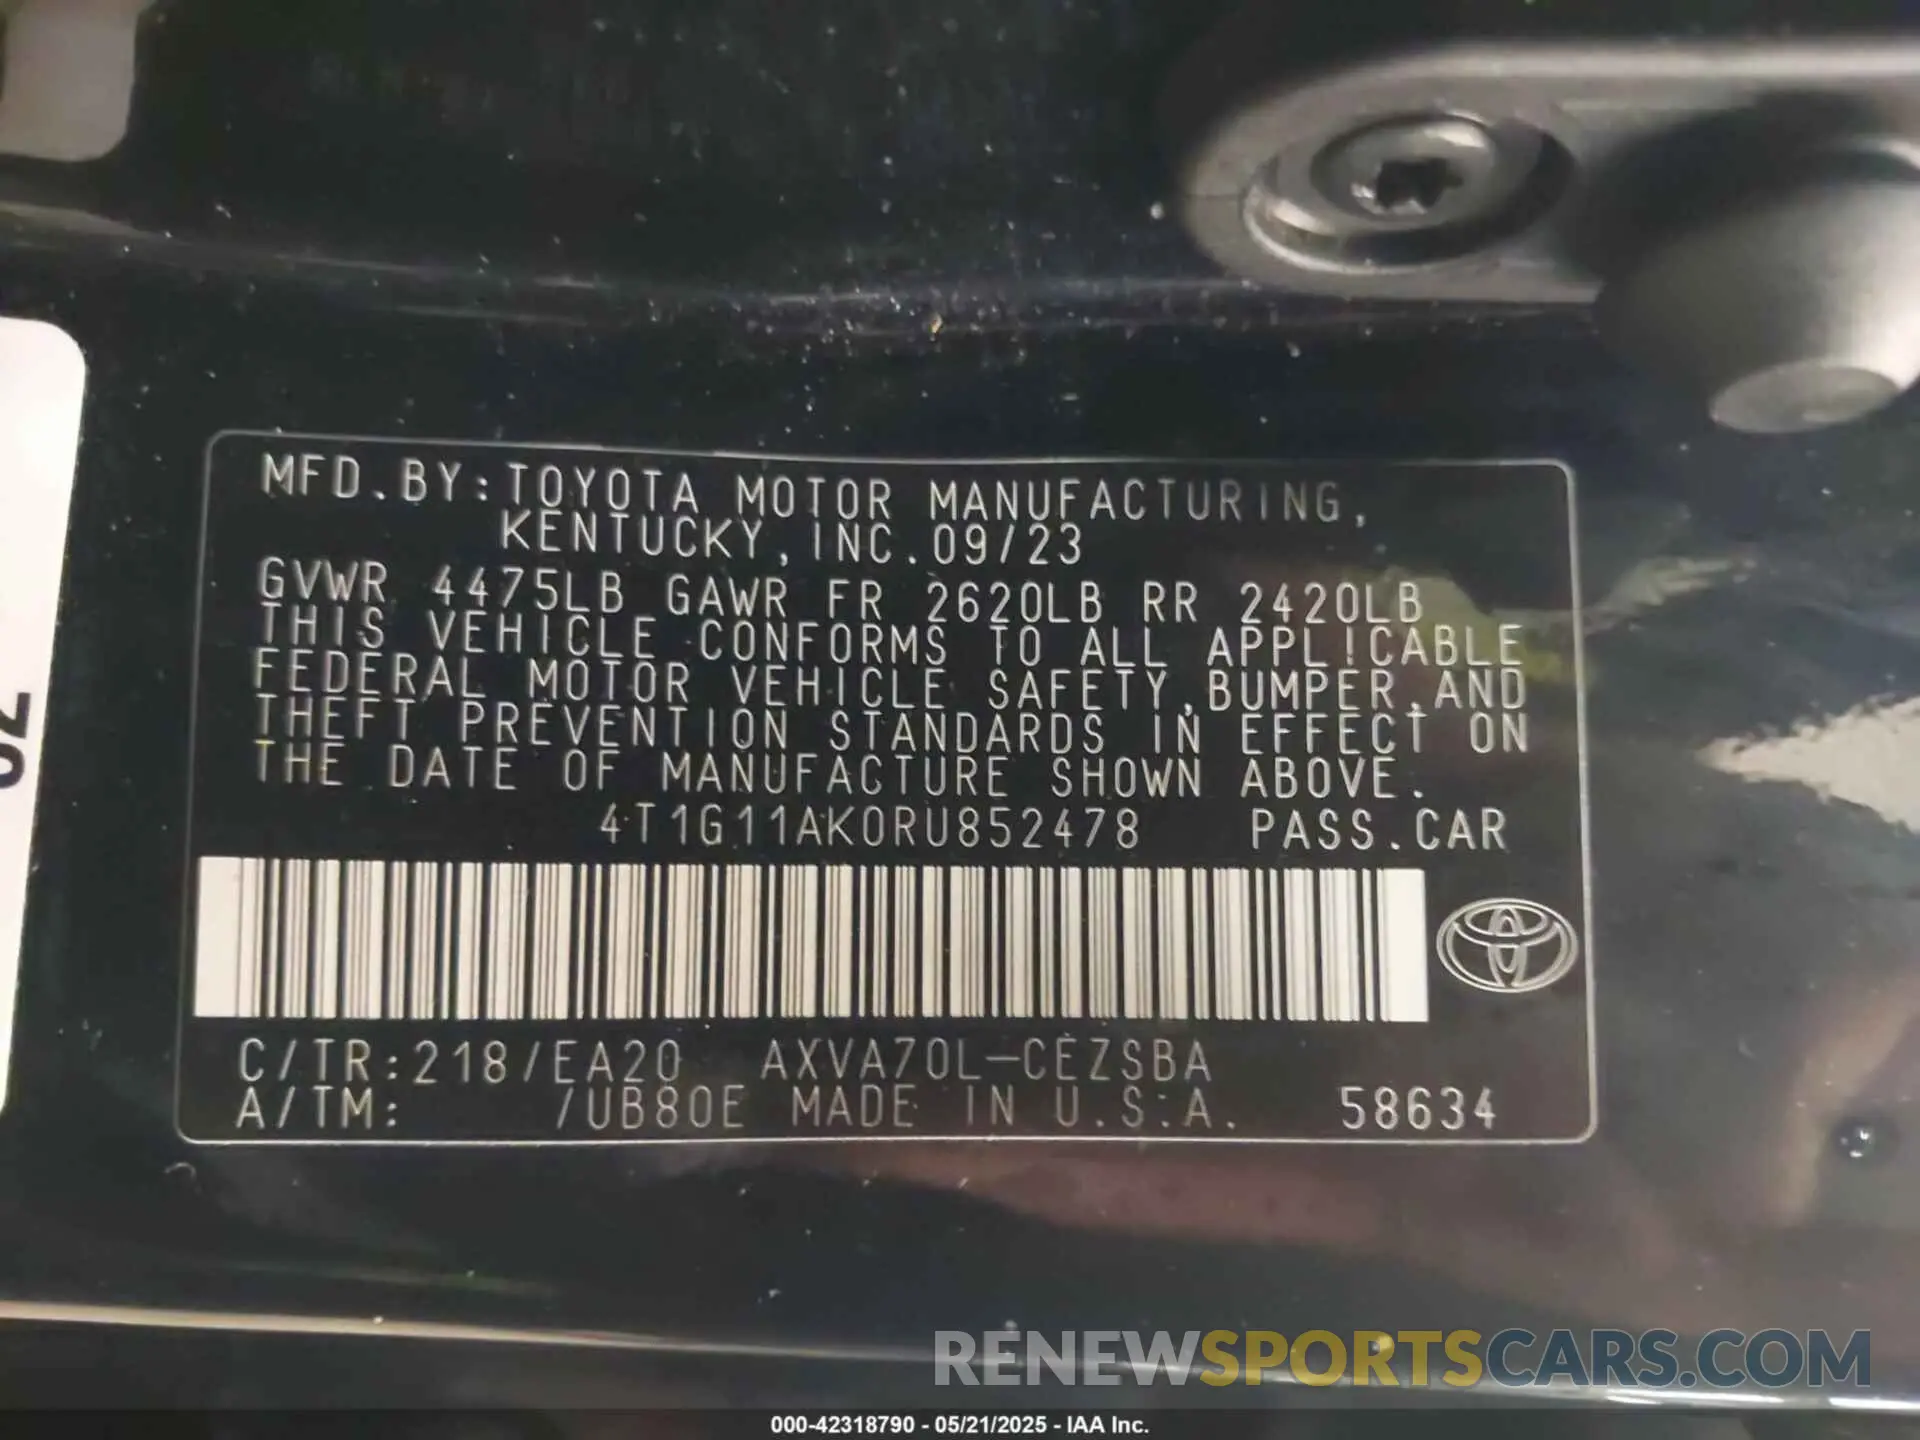 MFD.BY:TOYOTA MOTOR MANUFACTURING,
KENTUCKY,INC.09/23
GVWR 4475LB GAWR FR 2620LB RR 2420LB
THIS VEHICLE CONFORMS TO ALL APPLICABLE
FEDERAL MOTOR VEHICLE SAFETY,BUMPER,AND
THEFT PREVENTION STANDARDS IN EFFECT ON
THE DATE OF MANUFACTURE SHOWN ABOVE.
4T1G11AK0RU852478 PASS.CAR
C/TR:218/EA20 AXVA70L-CEZSBA
A/TM: /UB80E MADE IN U.S.A. 58634
RENEWSPORTSCARS.COM
000-42318790 - 05/21/2025 - IAA Inc.